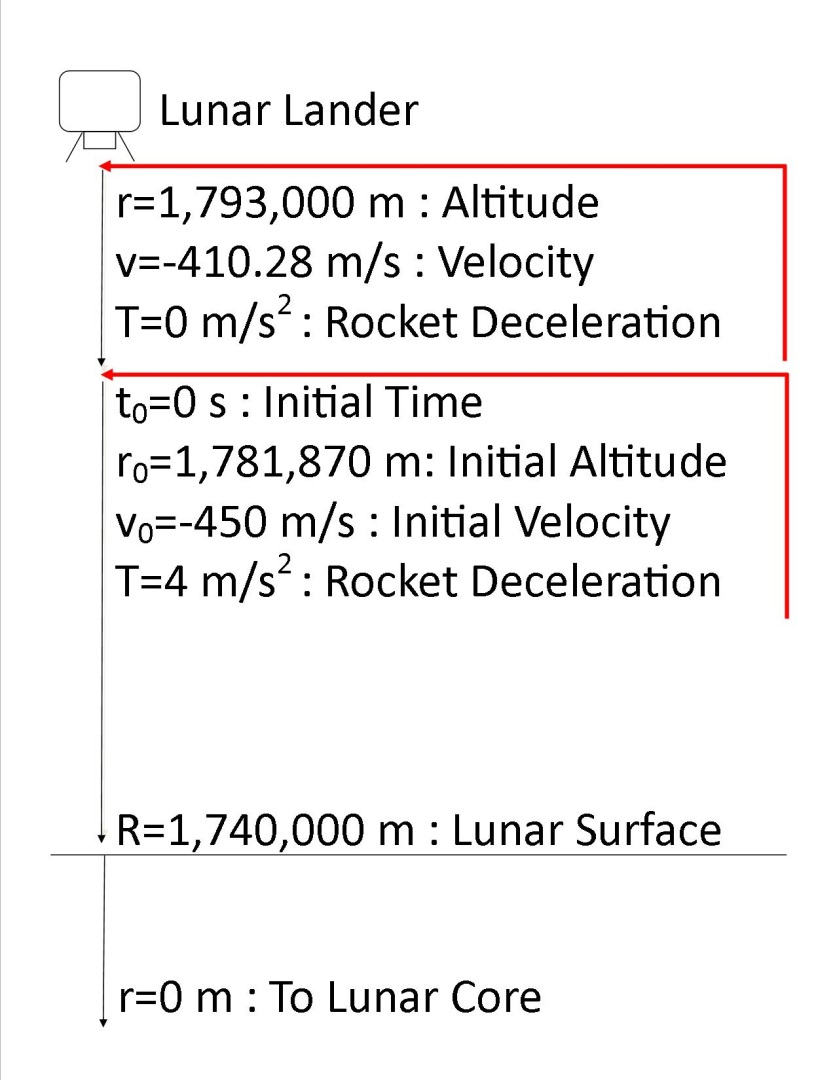 Lunar Lander
r=1,793,000 m : Altitude
v=-410.28 m/s : Velocity
T=0 m/s² : Rocket Deceleration
t₀=0 s : Initial Time
r₀=1,781,870 m: Initial Altitude
v₀=-450 m/s : Initial Velocity
T=4 m/s² : Rocket Deceleration
R=1,740,000 m : Lunar Surface
r=0 m : To Lunar Core